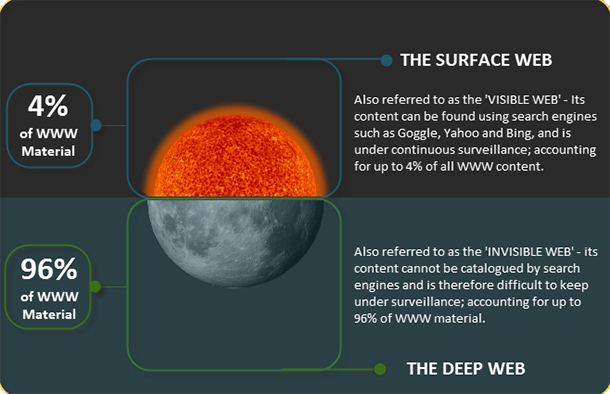 THE SURFACE WEB
4%
of WWW
Material
Also referred to as the 'VISIBLE WEB' - Its
content can be found using search engines
such as Goggle, Yahoo and Bing, and is
under continuous surveillance; accounting
for up to 4% of all WWW content.
96%
of WWW
Material
Also referred to as the 'INVISIBLE WEB' - its
content cannot be catalogued by search
engines and is therefore difficult to keep
under surveillance; accounting for up to
96% of WWW material.
THE DEEP WEB